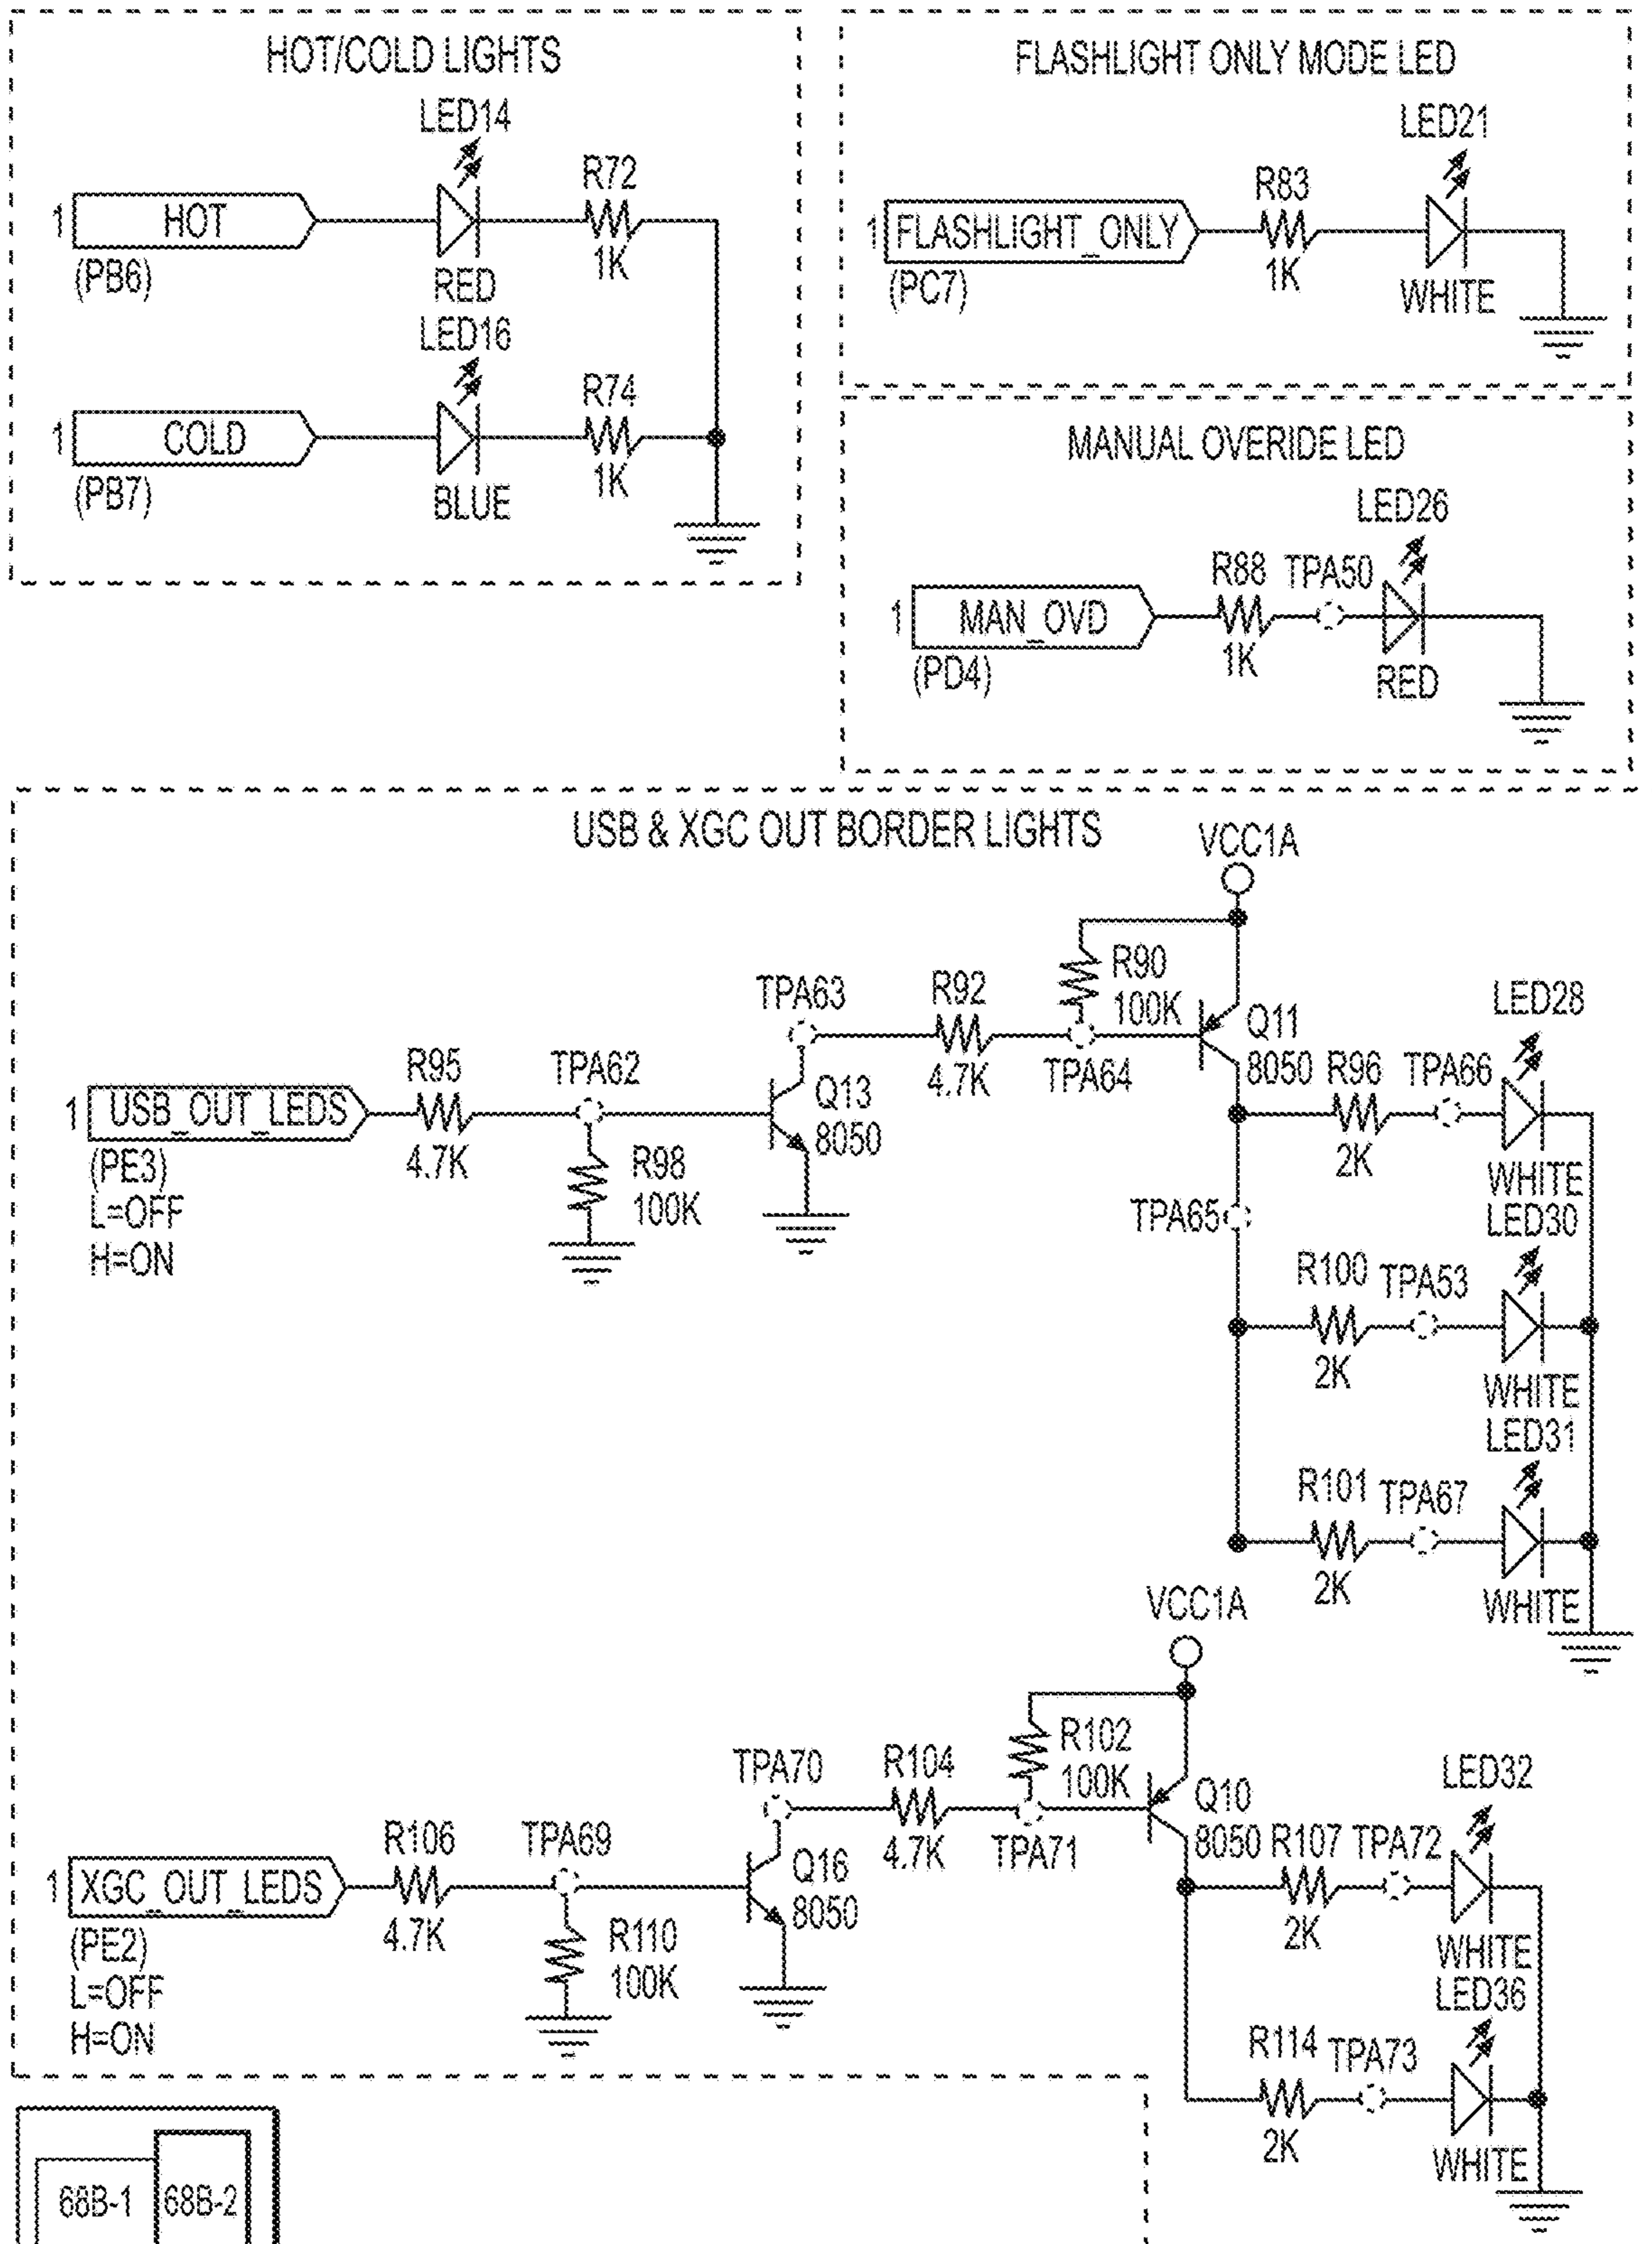 HOT/COLD LIGHTS
LED14
R72
1 HOT
(PB6)
1K
RED
LED16
R74
1 COLD
(PB7)
1K
BLUE
FLASHLIGHT ONLY MODE LED
LED21
R83
1 FLASHLIGHT_ONLY
(PC7)
1K
WHITE
MANUAL OVERIDE LED
LED26
R88 TPA50
1 MAN_OVD
(PD4)
1K
RED
USB & XGC OUT BORDER LIGHTS
VCC1A
R90
100K
TPA63
R92
4.7K
TPA64
Q11
8050
LED28
R95
TPA62
1 USB_OUT_LEDS
(PE3)
L=OFF
H=ON
4.7K
R98
100K
Q13
8050
R96 TPA66
2K
WHITE
LED30
TPA65
R100 TPA53
2K
WHITE
LED31
R101 TPA67
2K
WHITE
VCC1A
R102
100K
TPA70
R104
4.7K
TPA71
Q10
8050
LED32
R106
TPA69
1 XGC_OUT_LEDS
(PE2)
L=OFF
H=ON
4.7K
R110
100K
Q16
8050
R107 TPA72
2K
WHITE
LED36
R114 TPA73
2K
WHITE
68B-1 68B-2